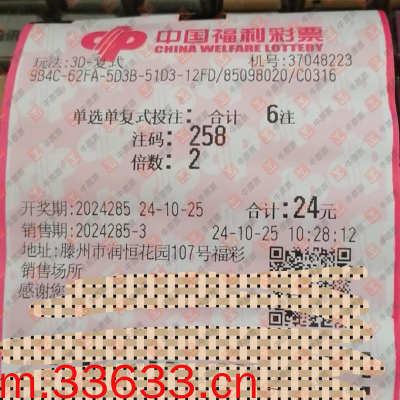 中国福利彩票
CHINA WELFARE LOTTERY
玩法:3D-复式 机号:37048223
9B4C-62FA-5D3B-51D3-12FD/85098020/C0316
单选单复式投注: 合计 6注
注码: 258
倍数: 2
开奖期:2024285 24-10-25 合计:24元
销售期:2024285-3 24-10-25 10:28:12
地址:滕州市润恒花园107号福彩
销售场所
感谢您
m.33633.cn